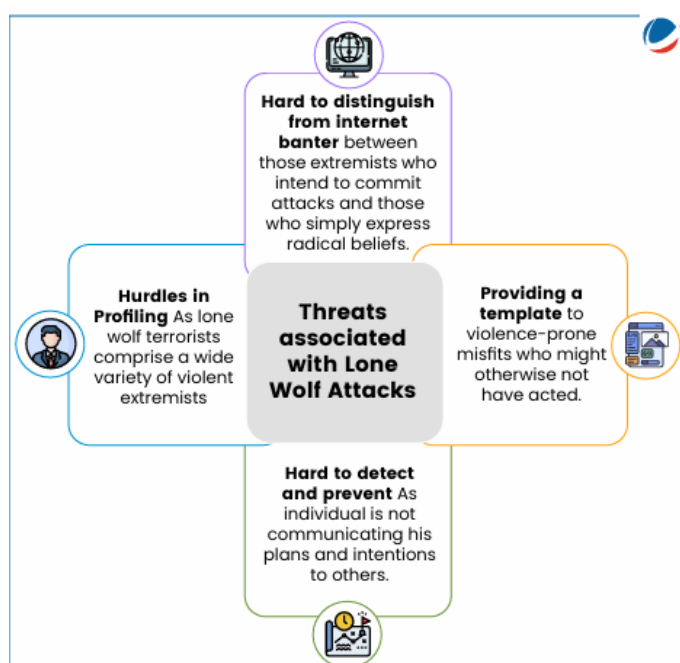 Hard to distinguish
from internet
banter between
those extremists who
intend to commit
attacks and those
who simply express
radical beliefs.
Hurdles in
Profiling As lone
wolf terrorists
comprise a wide
variety of violent
extremists
Threats
associated
with Lone
Wolf Attacks
Providing a
template to
violence-prone
misfits who might
otherwise not
have acted.
Hard to detect
and prevent As
individual is not
communicating his
plans and intentions
to others.